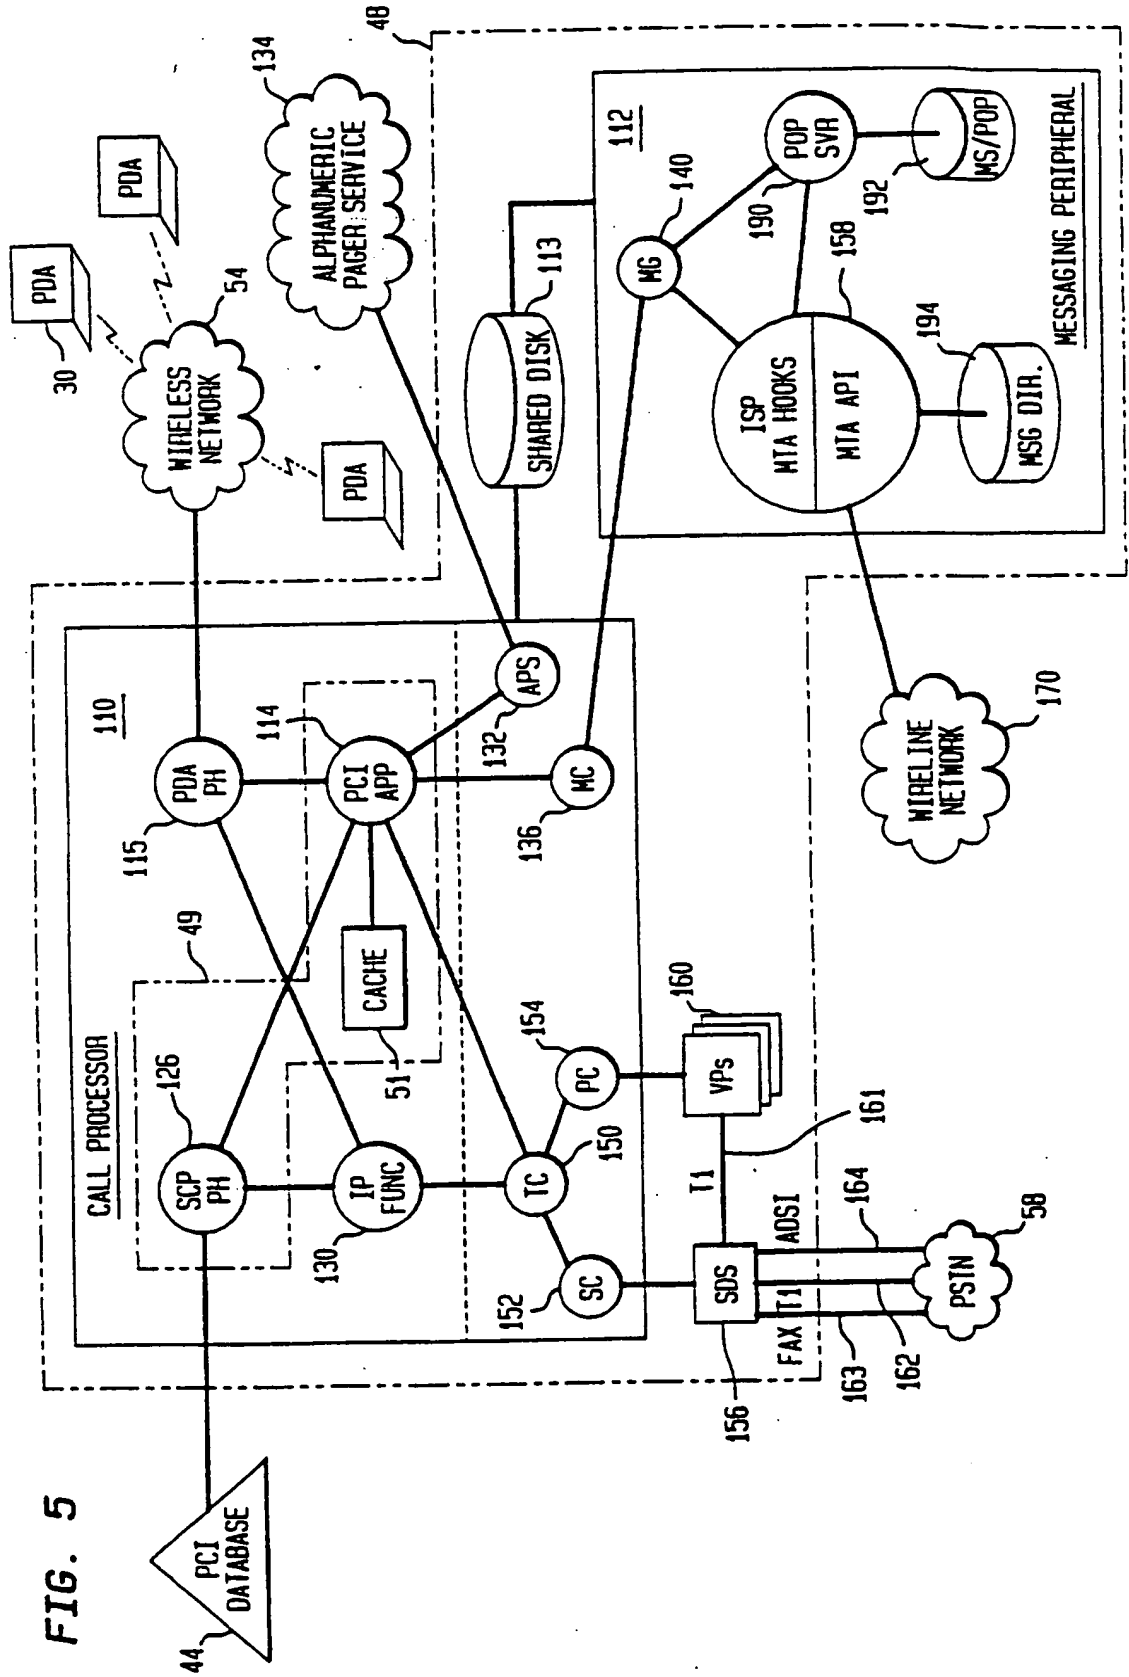 FIG. 5
44
PCI
DATABASE
CALL PROCESSOR
110
126
SCP
PH
49
115
PDA
PH
114
PCI
APP
130
IP
FUNC
51
CACHE
132
APS
136
MC
152
SC
150
TC
154
PC
156
SDS
T1
161
160
VPs
FAX
T1
ADSI
163
162
164
58
PSTN
54
WIRELESS
NETWORK
30
PDA
PDA
PDA
134
ALPHANUMERIC
PAGER SERVICE
48
113
SHARED DISK
112
140
MG
190
POP
SVR
192
MS/POP
158
ISP
MTA HOOKS
MTA API
194
MSG DIR.
MESSAGING PERIPHERAL
170
WIRELINE
NETWORK